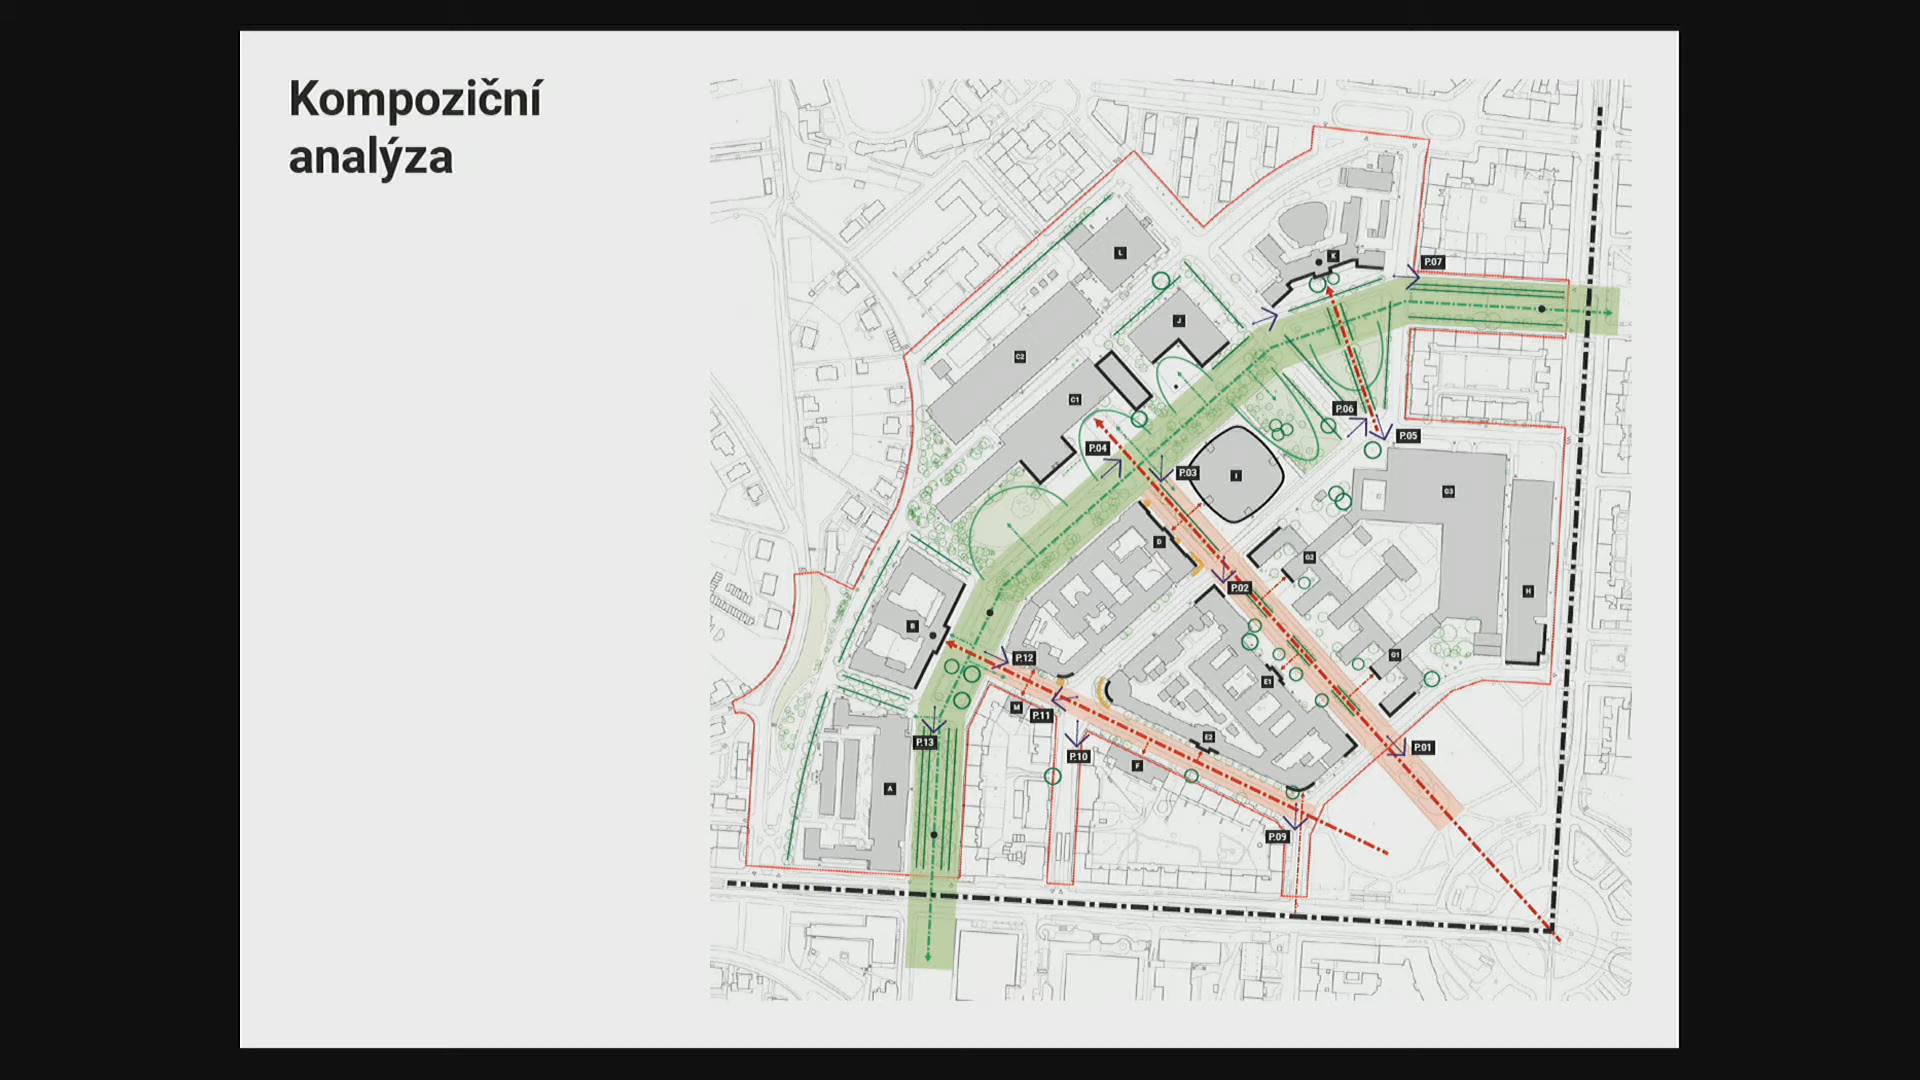 Kompoziční
analýza
K
P.07
L
J
C2
C1
P.06
P.05
P.04
P.03
I
G3
D
G2
P.02
H
B
P.12
G1
E1
M
P.11
P.13
E2
P.10
F
P.01
A
P.09